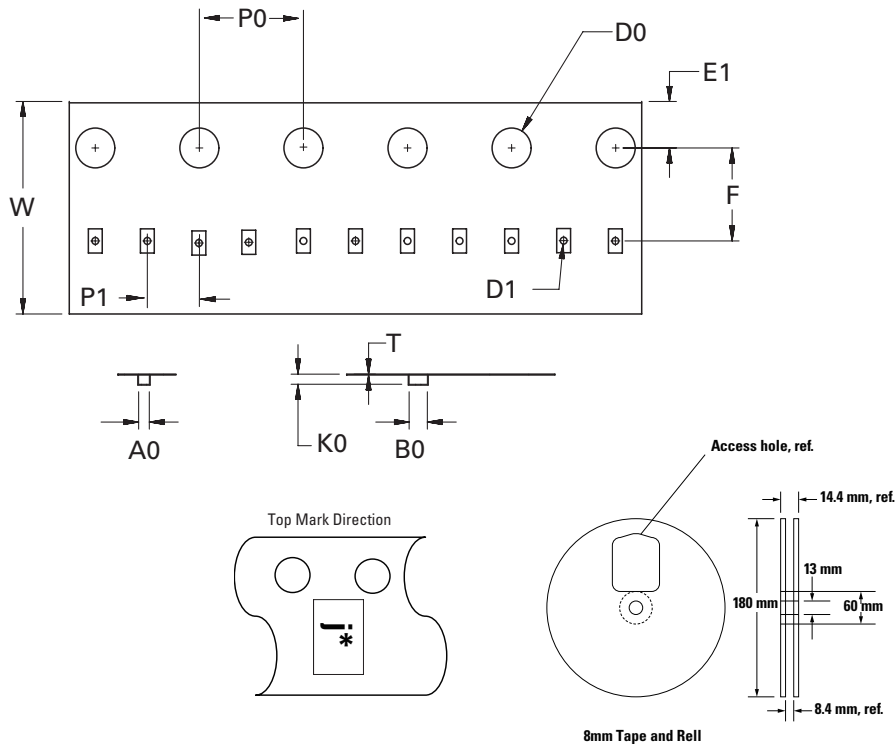 P0
D0
E1
W
F
P1
D1
T
A0
K0
B0
Access hole, ref.
14.4 mm, ref.
Top Mark Direction
13 mm
180 mm
60 mm
j*
8.4 mm, ref.
8mm Tape and Rell